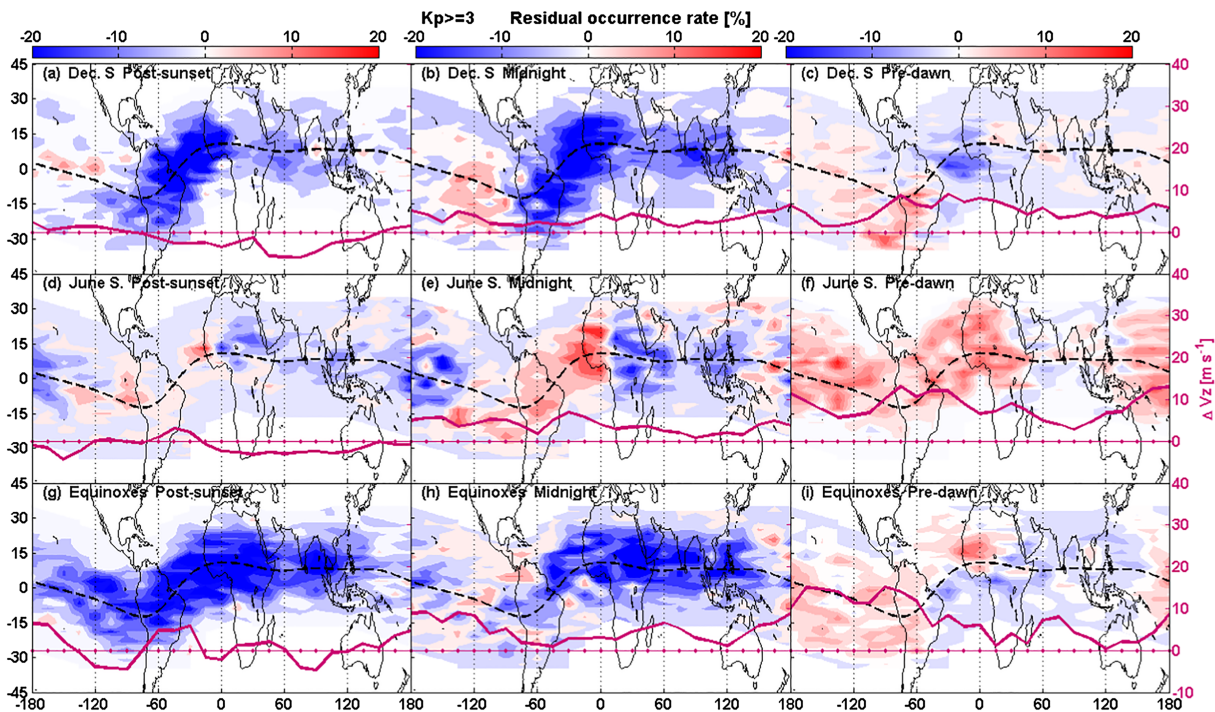 Kp>=3 Residual occurrence rate [%]
-20 -10 0 10 20 -20 -10 0 10 20 -20 -10 0 10 20
45 (a) Dec. S Post-sunset (b) Dec. S Midnight (c) Dec. S Pre-dawn 40
30 30
15 20
0
-15 10
0
-30
45 (d) June S. Post-sunset (e) June S. Midnight (f) June S. Pre-dawn -10 40
30 30
15 20
0
-15 10
-30 0
45 (g) Equinoxes Post-sunset (h) Equinoxes Midnight (i) Equinoxes Pre-dawn -10 40
30 30
15 20
0
-15 10
-30 0
-45 -10
-180 -120 -60 0 60 120 -180 -120 -60 0 60 120 180 -120 -60 0 60 120 180
Δ Vz [m s-1]